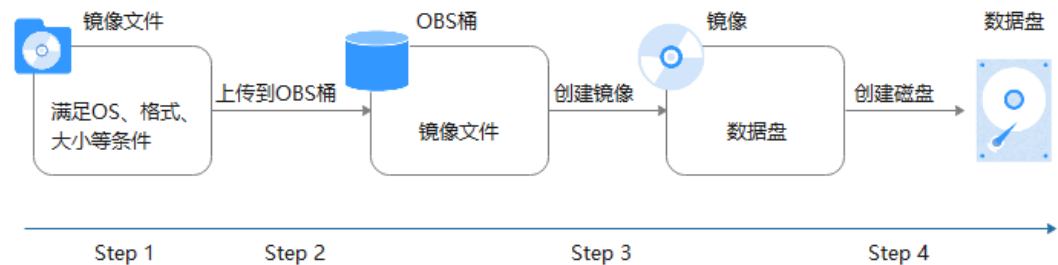 镜像文件
OBS桶
镜像
数据盘
上传到OBS桶
创建镜像
创建磁盘
满足OS、格式、
大小等条件
镜像文件
数据盘
Step 1
Step 2
Step 3
Step 4